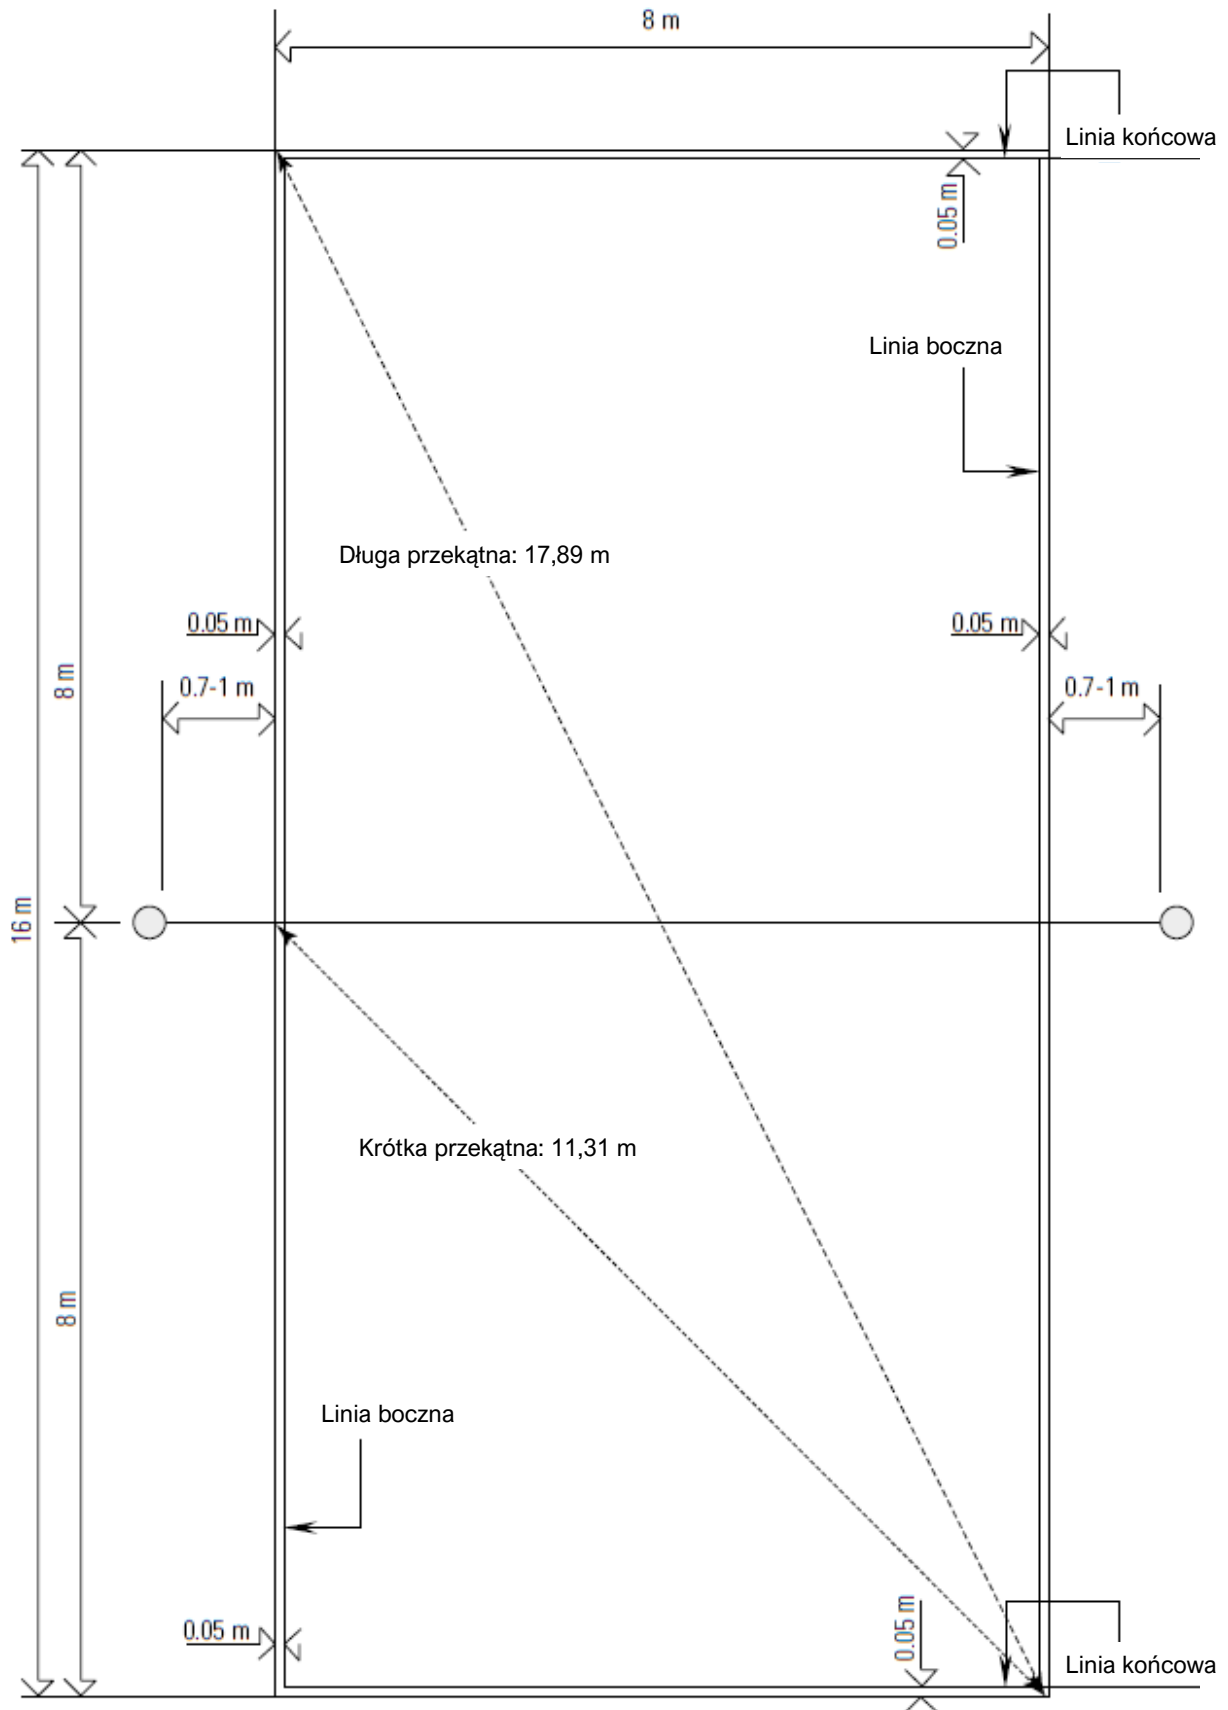 8 m
Linia końcowa
0.05 m
Linia boczna
Długa przekątna: 17,89 m
0.05 m
0.05 m
8 m
0.7-1 m
0.7-1 m
16 m
Krótka przekątna: 11,31 m
8 m
Linia boczna
0.05 m
0.05 m
Linia końcowa